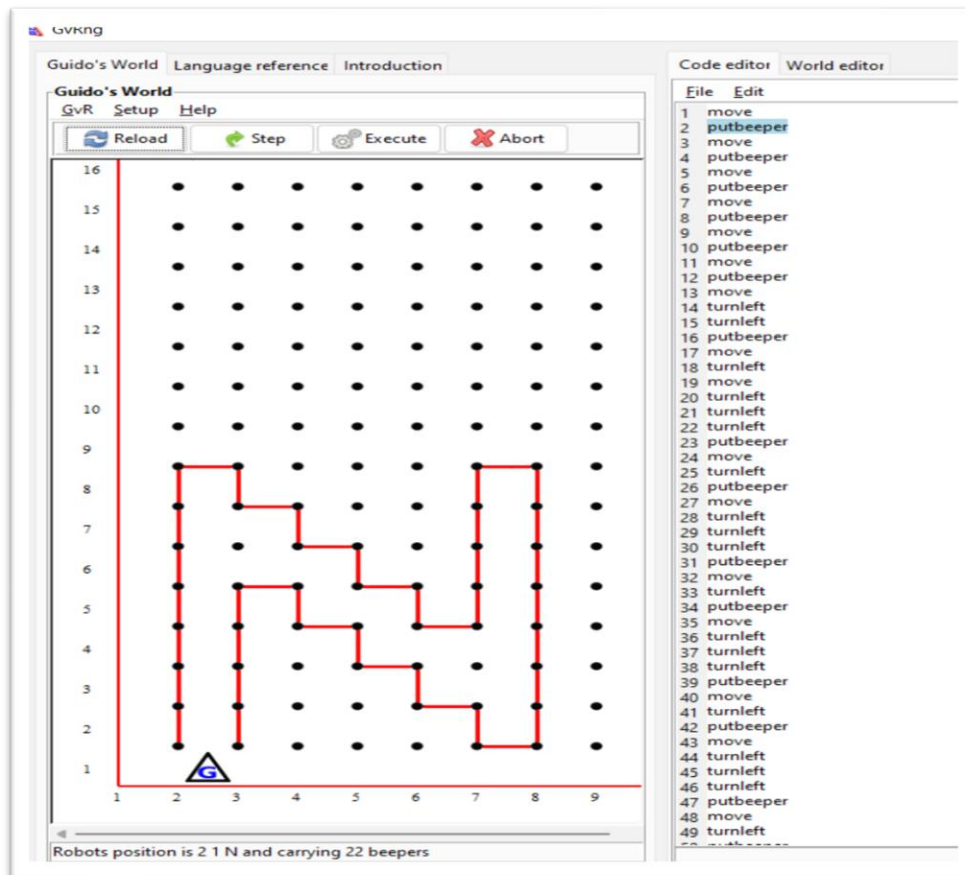 GvRng
Guido's World Language reference Introduction
Guido's World
GvR Setup Help
Reload Step Execute Abort
16
15
14
13
12
11
10
9
8
7
6
5
4
3
2
1
G
1 2 3 4 5 6 7 8 9
Robots position is 2 1 N and carrying 22 beepers
Code editor World editor
File Edit
1 move
2 putbeeper
3 move
4 putbeeper
5 move
6 putbeeper
7 move
8 putbeeper
9 move
10 putbeeper
11 move
12 putbeeper
13 move
14 turnleft
15 turnleft
16 putbeeper
17 move
18 turnleft
19 move
20 turnleft
21 turnleft
22 turnleft
23 putbeeper
24 move
25 turnleft
26 putbeeper
27 move
28 turnleft
29 turnleft
30 turnleft
31 putbeeper
32 move
33 turnleft
34 putbeeper
35 move
36 turnleft
37 turnleft
38 turnleft
39 putbeeper
40 move
41 turnleft
42 putbeeper
43 move
44 turnleft
45 turnleft
46 turnleft
47 putbeeper
48 move
49 turnleft